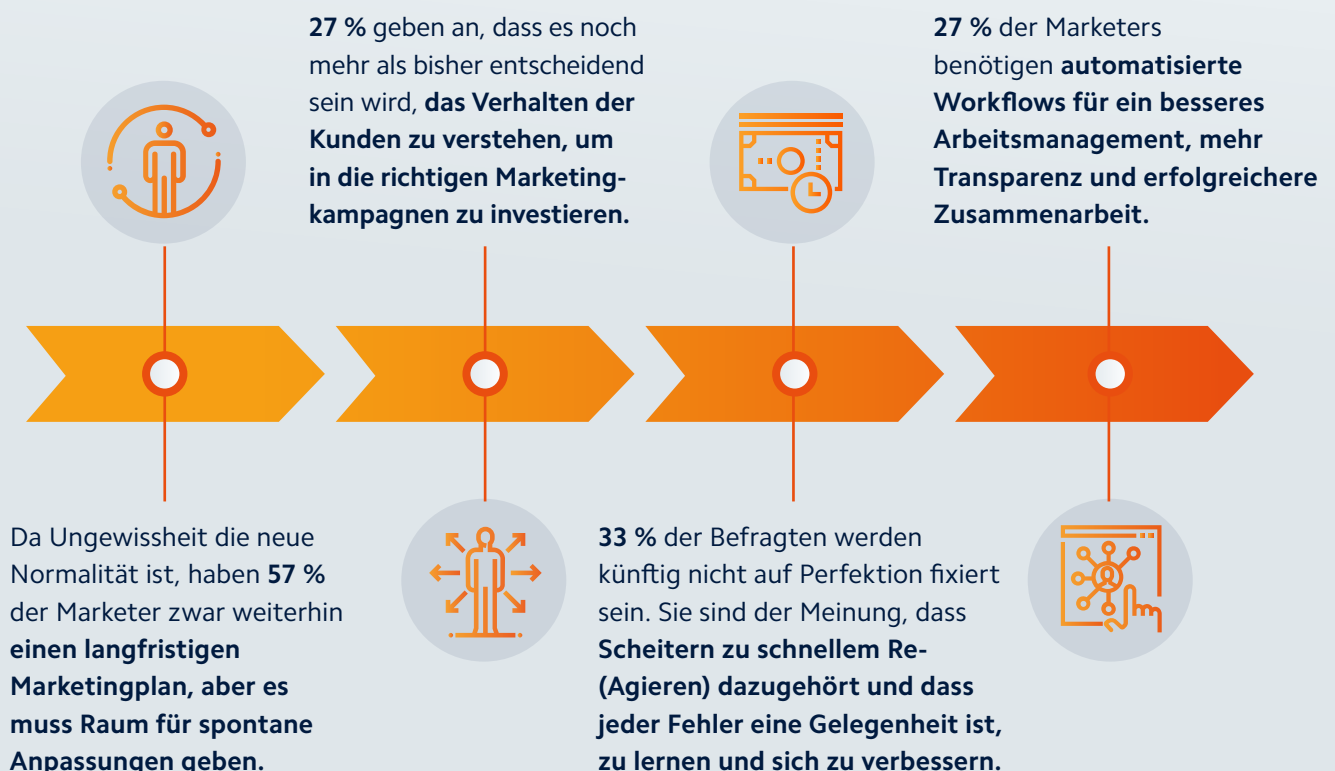 27 % geben an, dass es noch
mehr als bisher entscheidend
sein wird, das Verhalten der
Kunden zu verstehen, um
in die richtigen Marketing-
kampagnen zu investieren.
27 % der Marketers
benötigen automatisierte
Workflows für ein besseres
Arbeitsmanagement, mehr
Transparenz und erfolgreichere
Zusammenarbeit.
Da Ungewissheit die neue
Normalität ist, haben 57 %
der Marketer zwar weiterhin
einen langfristigen
Marketingplan, aber es
muss Raum für spontane
Anpassungen geben.
33 % der Befragten werden
künftig nicht auf Perfektion fixiert
sein. Sie sind der Meinung, dass
Scheitern zu schnellem Re-
(Agieren) dazugehört und dass
jeder Fehler eine Gelegenheit ist,
zu lernen und sich zu verbessern.